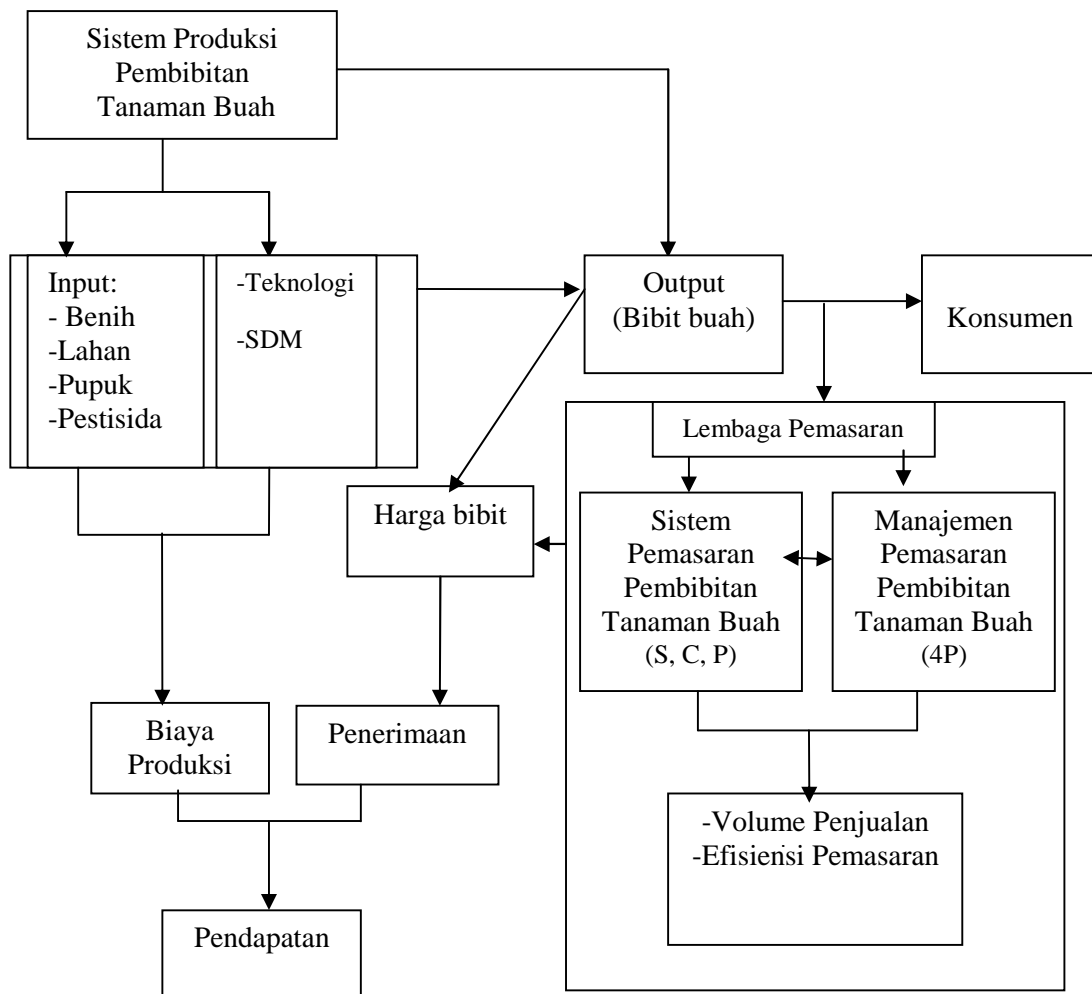 Sistem Produksi
Pembibitan
Tanaman Buah
Input:
- Benih
-Lahan
-Pupuk
-Pestisida
-Teknologi
-SDM
Output
(Bibit buah)
Konsumen
Lembaga Pemasaran
Harga bibit
Sistem
Pemasaran
Pembibitan
Tanaman Buah
(S, C, P)
Manajemen
Pemasaran
Pembibitan
Tanaman Buah
(4P)
Biaya
Produksi
Penerimaan
-Volume Penjualan
-Efisiensi Pemasaran
Pendapatan